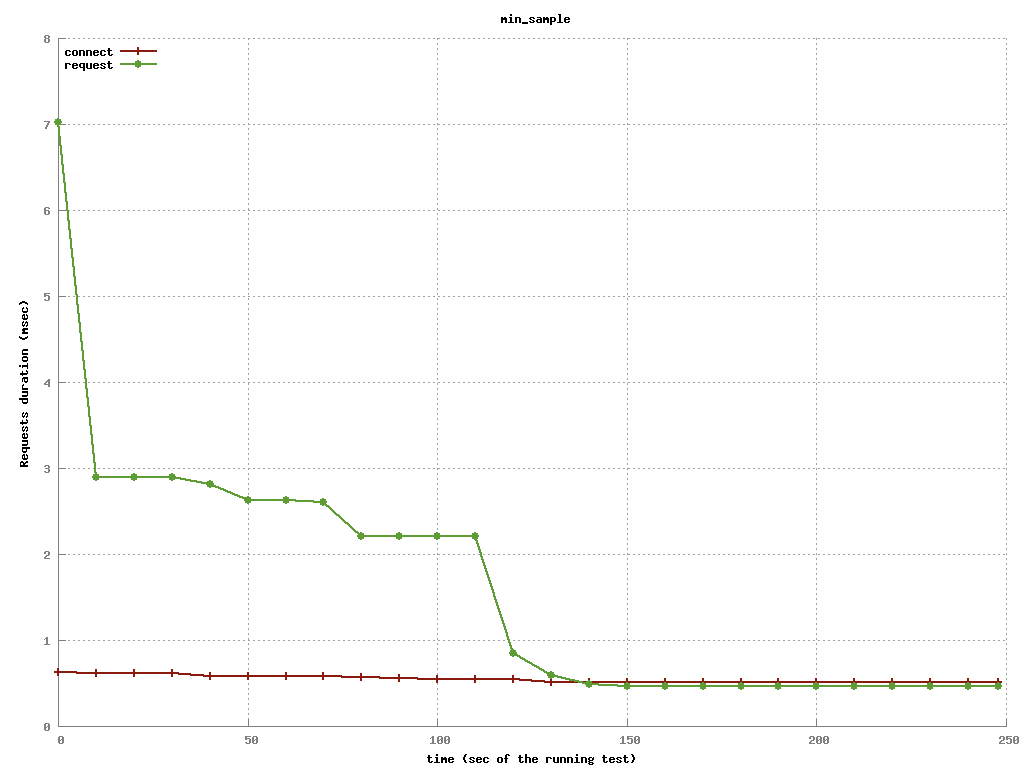 min_sample
8
connect
request
7
6
5
4
3
2
1
0
Requests duration (msec)
0 50 100 150 200 250
time (sec of the running test)